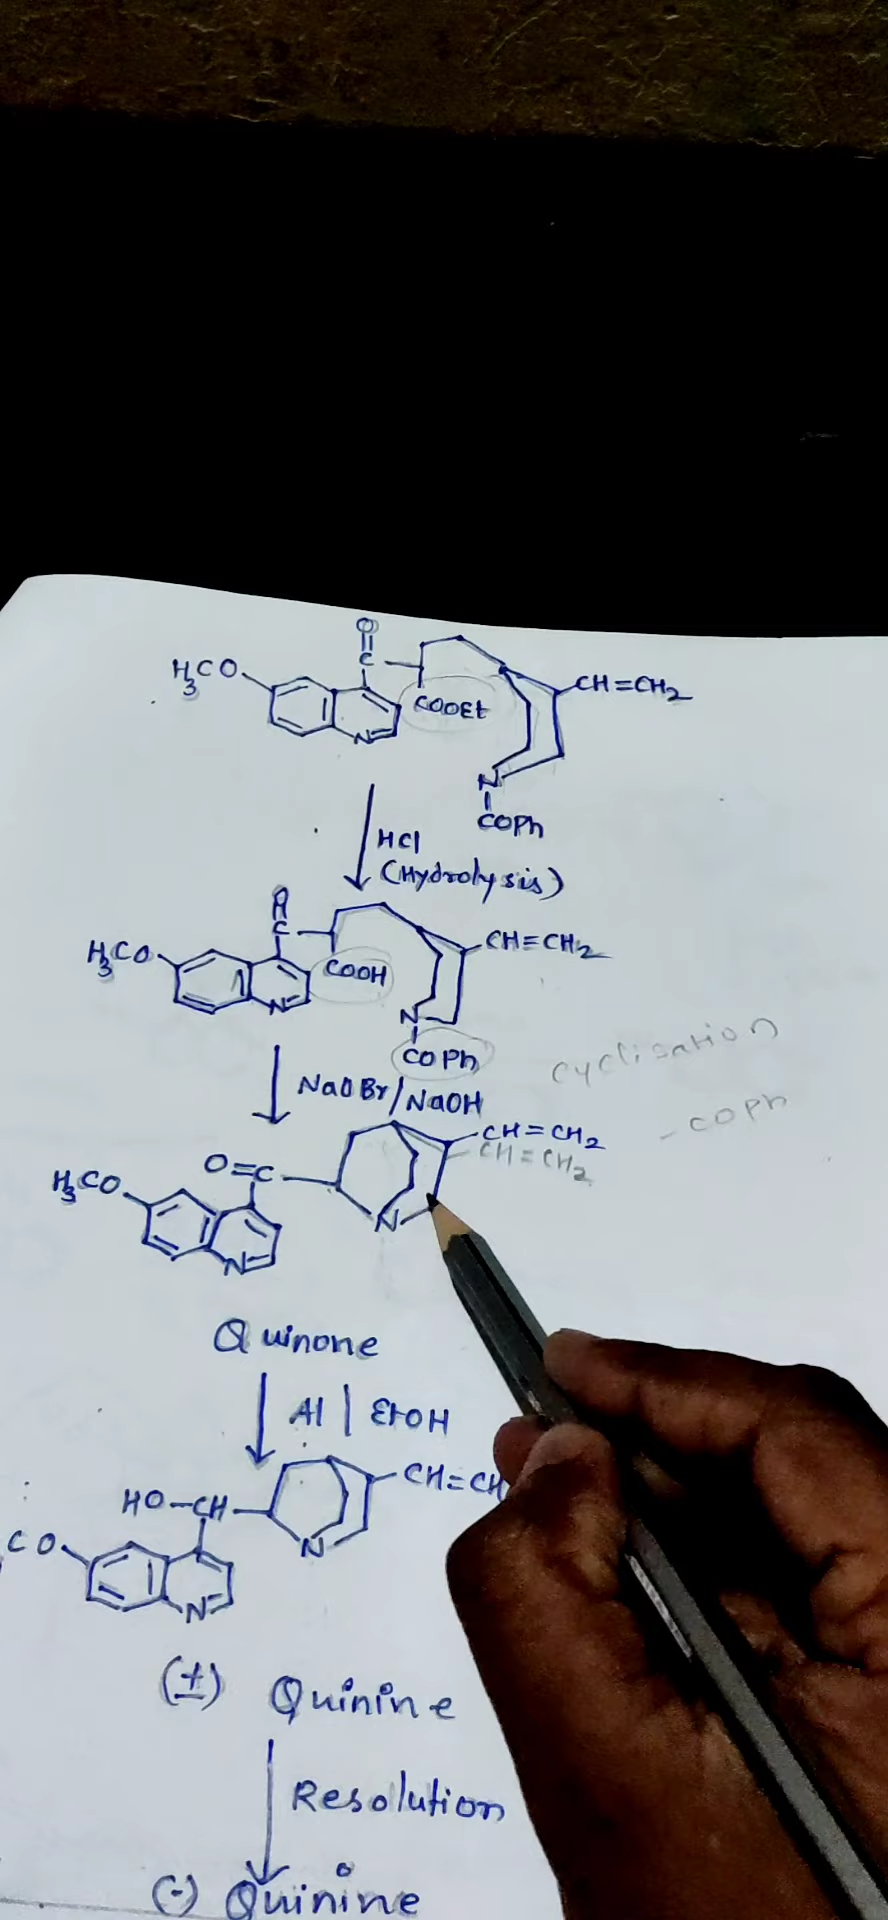 O
H3CO C CH=CH2
COOEt
N N
COPh
HCl
(Hydrolysis)
O
H3CO C CH=CH2
COOH
N N
COPh
cyclisation
NaOBr/NaOH
-COPh
CH=CH2
O=C CH=CH2
H3CO
N N
Quinone
Al | EtOH
CH=CH
HO-CH
CO N
N
(±) Quinine
Resolution
(-) Quinine